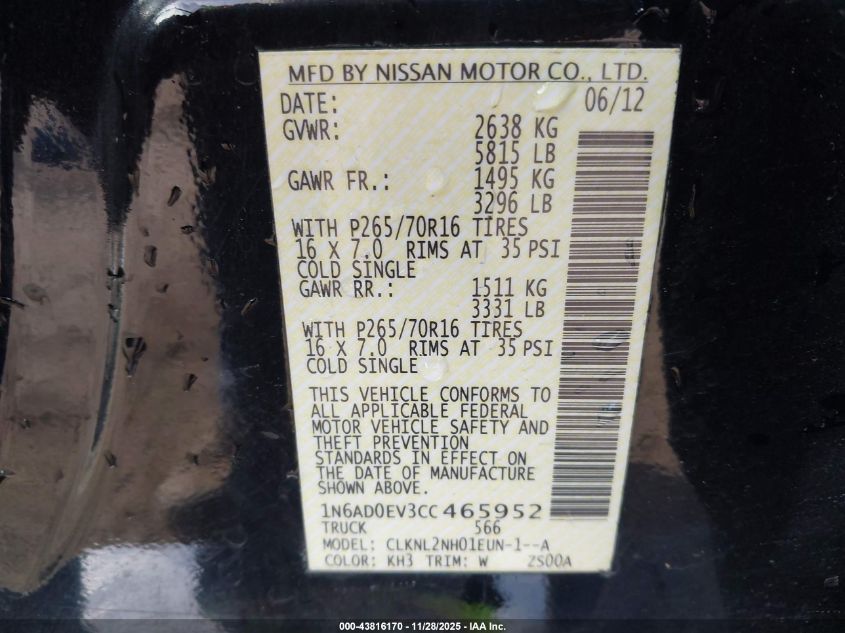 MFD BY NISSAN MOTOR CO., LTD.
DATE: 06/12
GVWR: 2638 KG
5815 LB
GAWR FR.: 1495 KG
3296 LB
WITH P265/70R16 TIRES
16 X 7.0 RIMS AT 35 PSI
COLD SINGLE
GAWR RR.: 1511 KG
3331 LB
WITH P265/70R16 TIRES
16 X 7.0 RIMS AT 35 PSI
COLD SINGLE
THIS VEHICLE CONFORMS TO
ALL APPLICABLE FEDERAL
MOTOR VEHICLE SAFETY AND
THEFT PREVENTION
STANDARDS IN EFFECT ON
THE DATE OF MANUFACTURE
SHOWN ABOVE.
1N6AD0EV3CC465952
TRUCK 566
MODEL: CLKNL2NH01EUN-1--A
COLOR: KH3 TRIM: W 2S00A
000-43816170 — 11/28/2025 — IAA Inc.